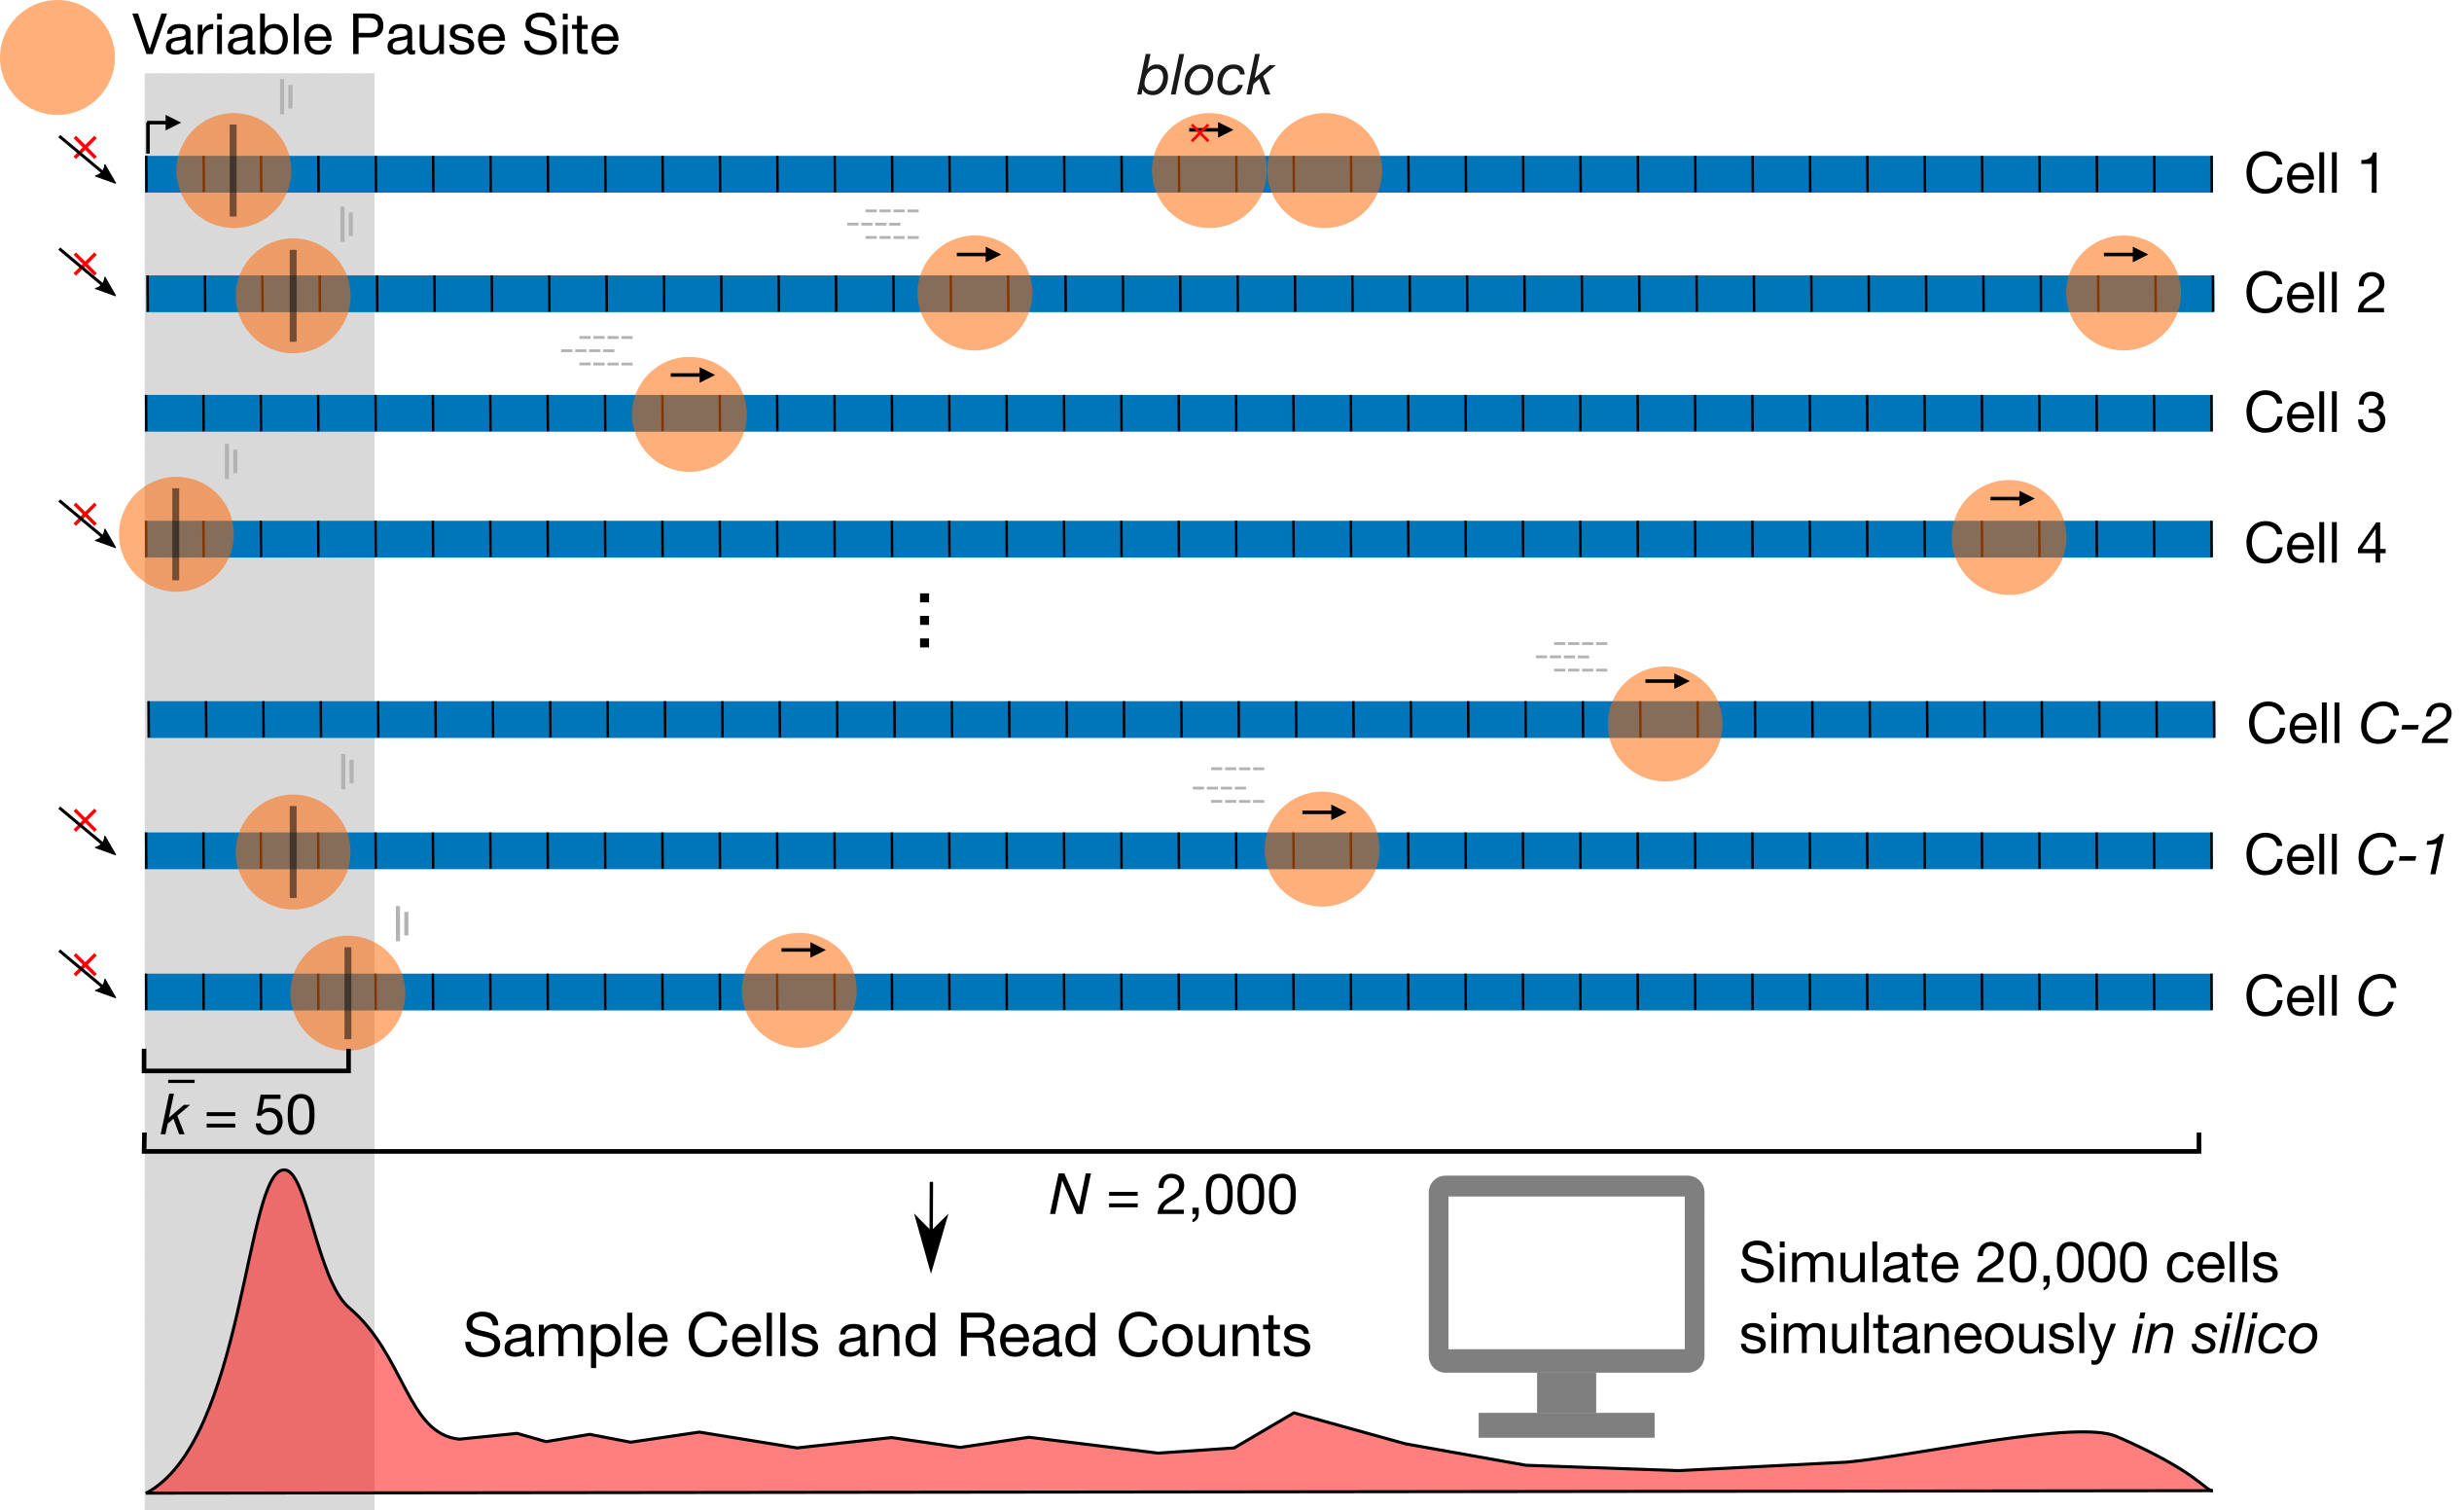 Variable Pause Site
block
Cell 1
Cell 2
Cell 3
Cell 4
Cell C-2
Cell C-1
Cell C
k̅ = 50
N = 2,000
Simulate 20,000 cells
simultaneously in silico
Sample Cells and Read Counts